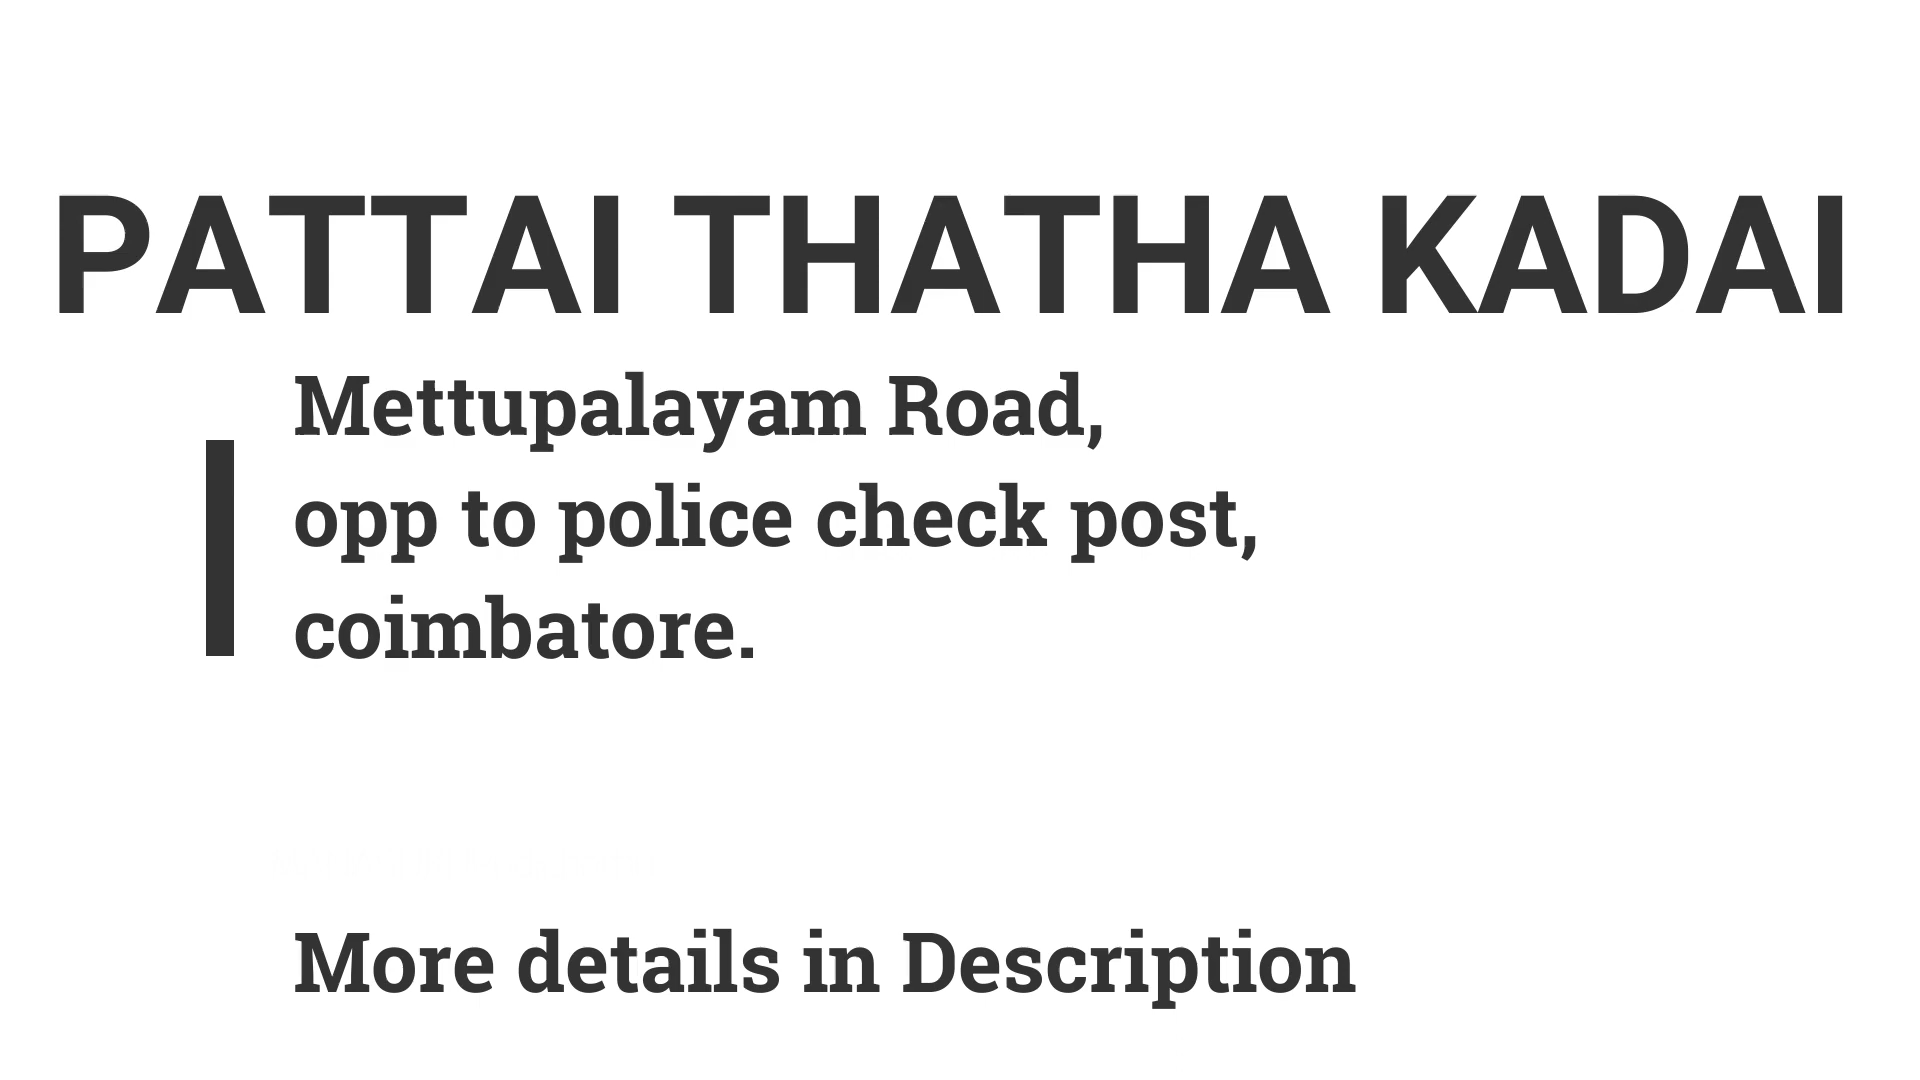 PATTAI THATHA KADAI
Mettupalayam Road,
opp to police check post,
coimbatore.
More details in Description